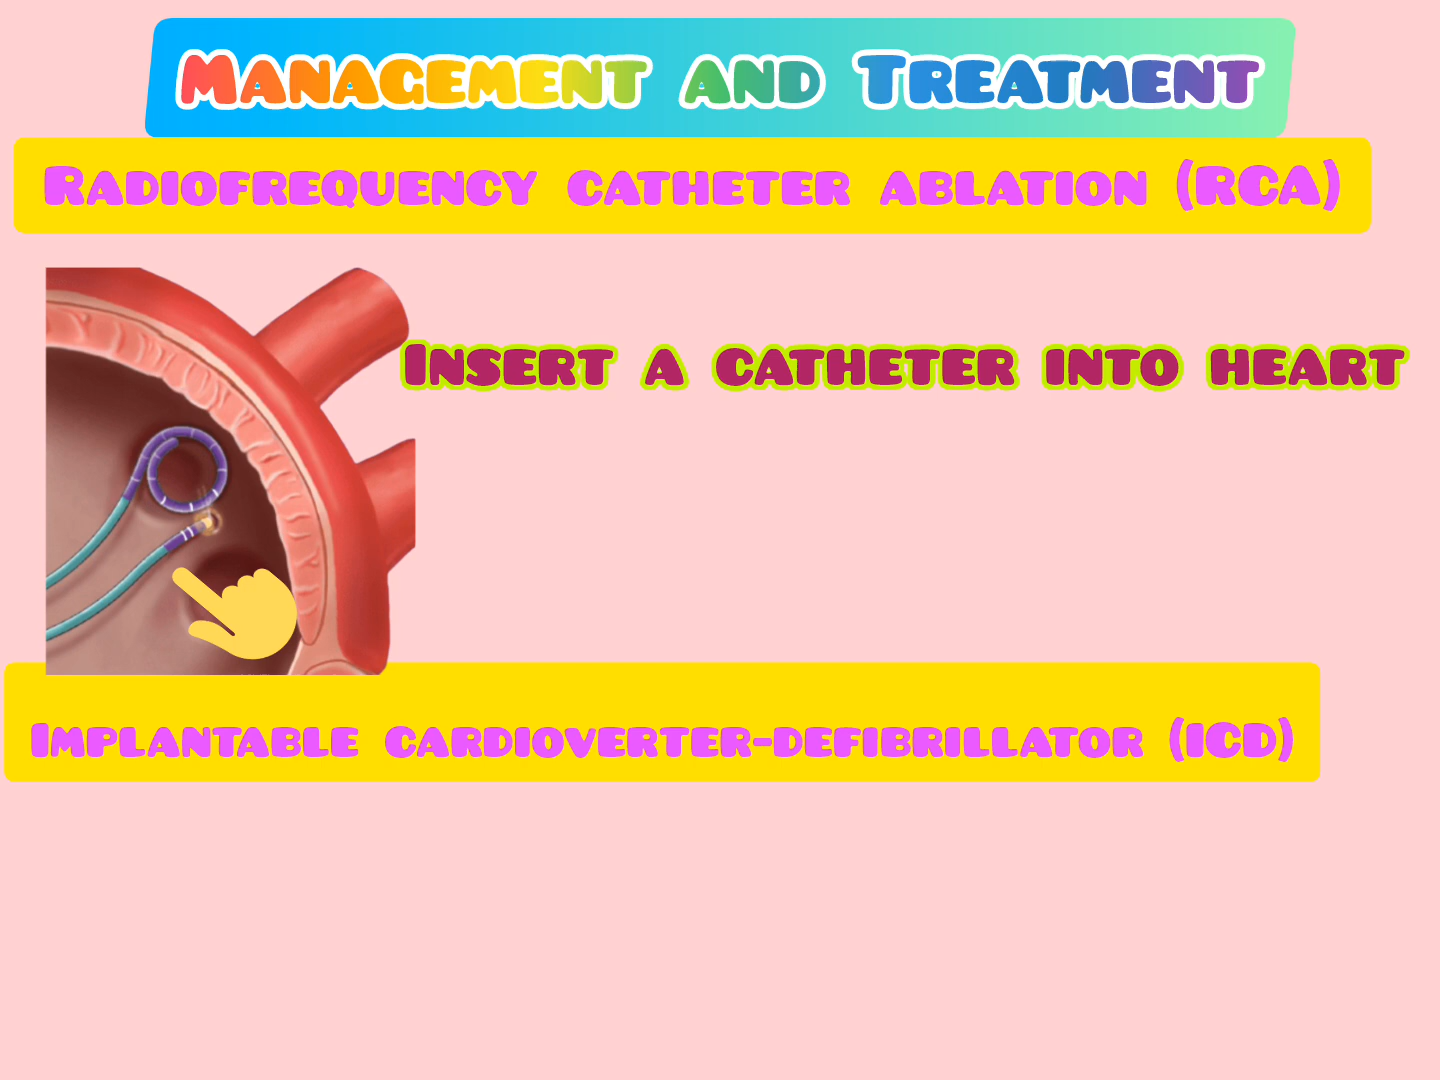 Management and Treatment
Radiofrequency catheter ablation (RCA)
Insert a catheter into heart
Implantable cardioverter-defibrillator (ICD)